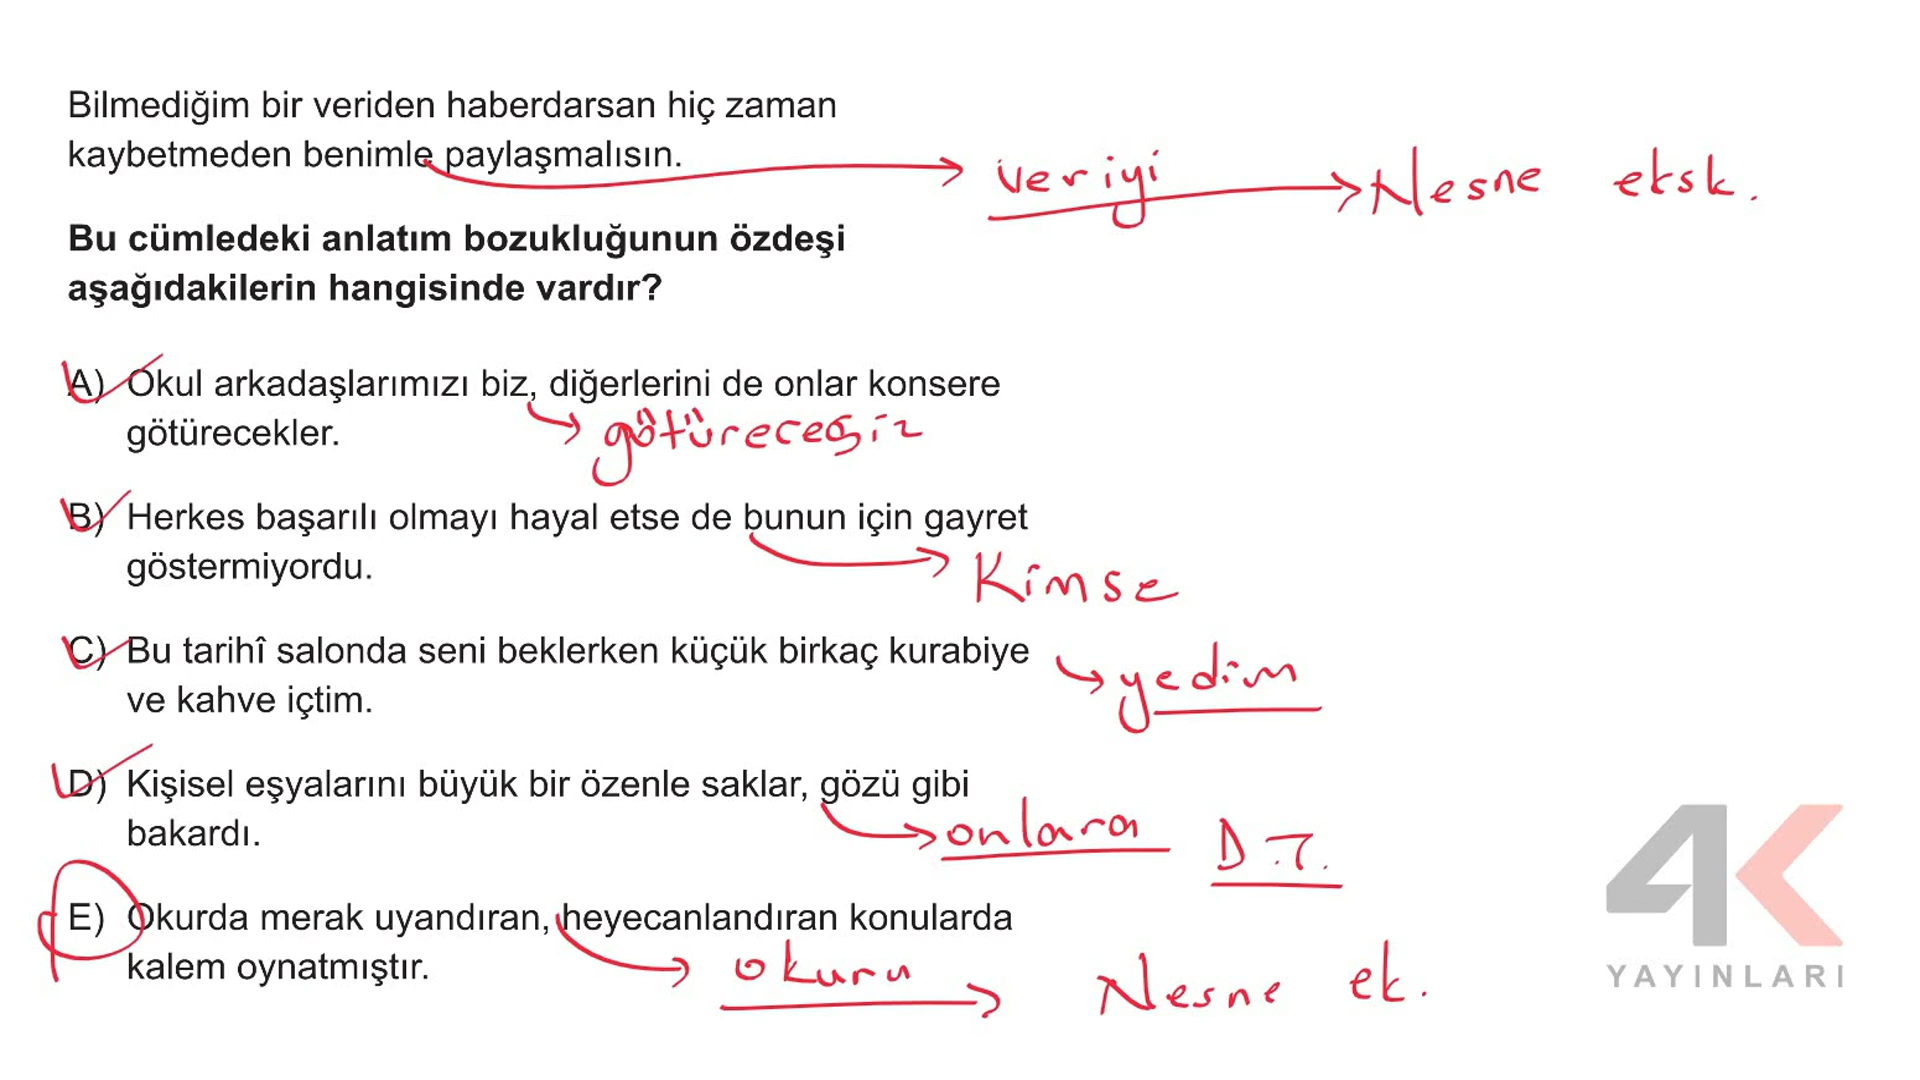 Bilmediğim bir veriden haberdarsan hiç zaman
kaybetmeden benimle paylaşmalısın.
veriyi Nesne eksk.
Bu cümledeki anlatım bozukluğunun özdeşi
aşağıdakilerin hangisinde vardır?
A) Okul arkadaşlarımızı biz, diğerlerini de onlar konsere
götürecekler.
götüreceğiz
B) Herkes başarılı olmayı hayal etse de bunun için gayret
göstermiyordu.
Kimse
C) Bu tarihî salonda seni beklerken küçük birkaç kurabiye
ve kahve içtim.
yedim
D) Kişisel eşyalarını büyük bir özenle saklar, gözü gibi
bakardı.
onlara D.T.
E) Okurda merak uyandıran, heyecanlandıran konularda
kalem oynatmıştır.
okuru Nesne ek.
4K
YAYINLARI